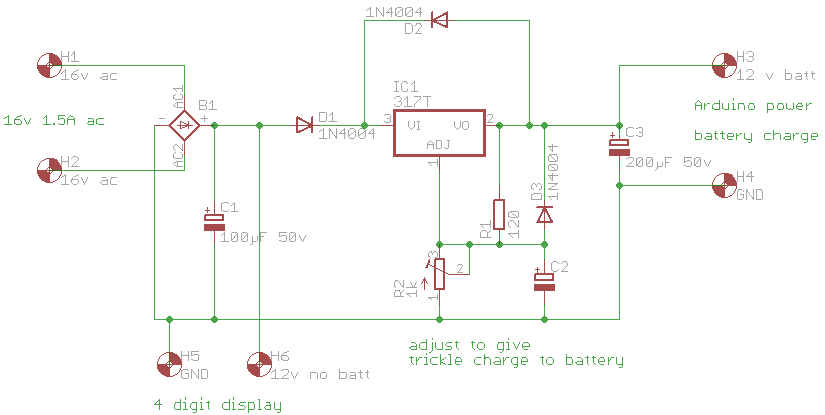 1N4004
D2
H1
16v ac
H3
12 v batt
IC1
317T
AC1
B1
Arduino power
16v 1.5A ac
-
+
D1
1N4004
3
VI
VO
2
ADJ
battery charge
+
C3
200µF 50v
AC2
H2
16v ac
1
D3
1N4004
H4
GND
+
C1
100µF 50v
R1
120
3
2
R2
1k
1
+
C2
H5
GND
H6
12v no batt
adjust to give
trickle charge to battery
4 digit display